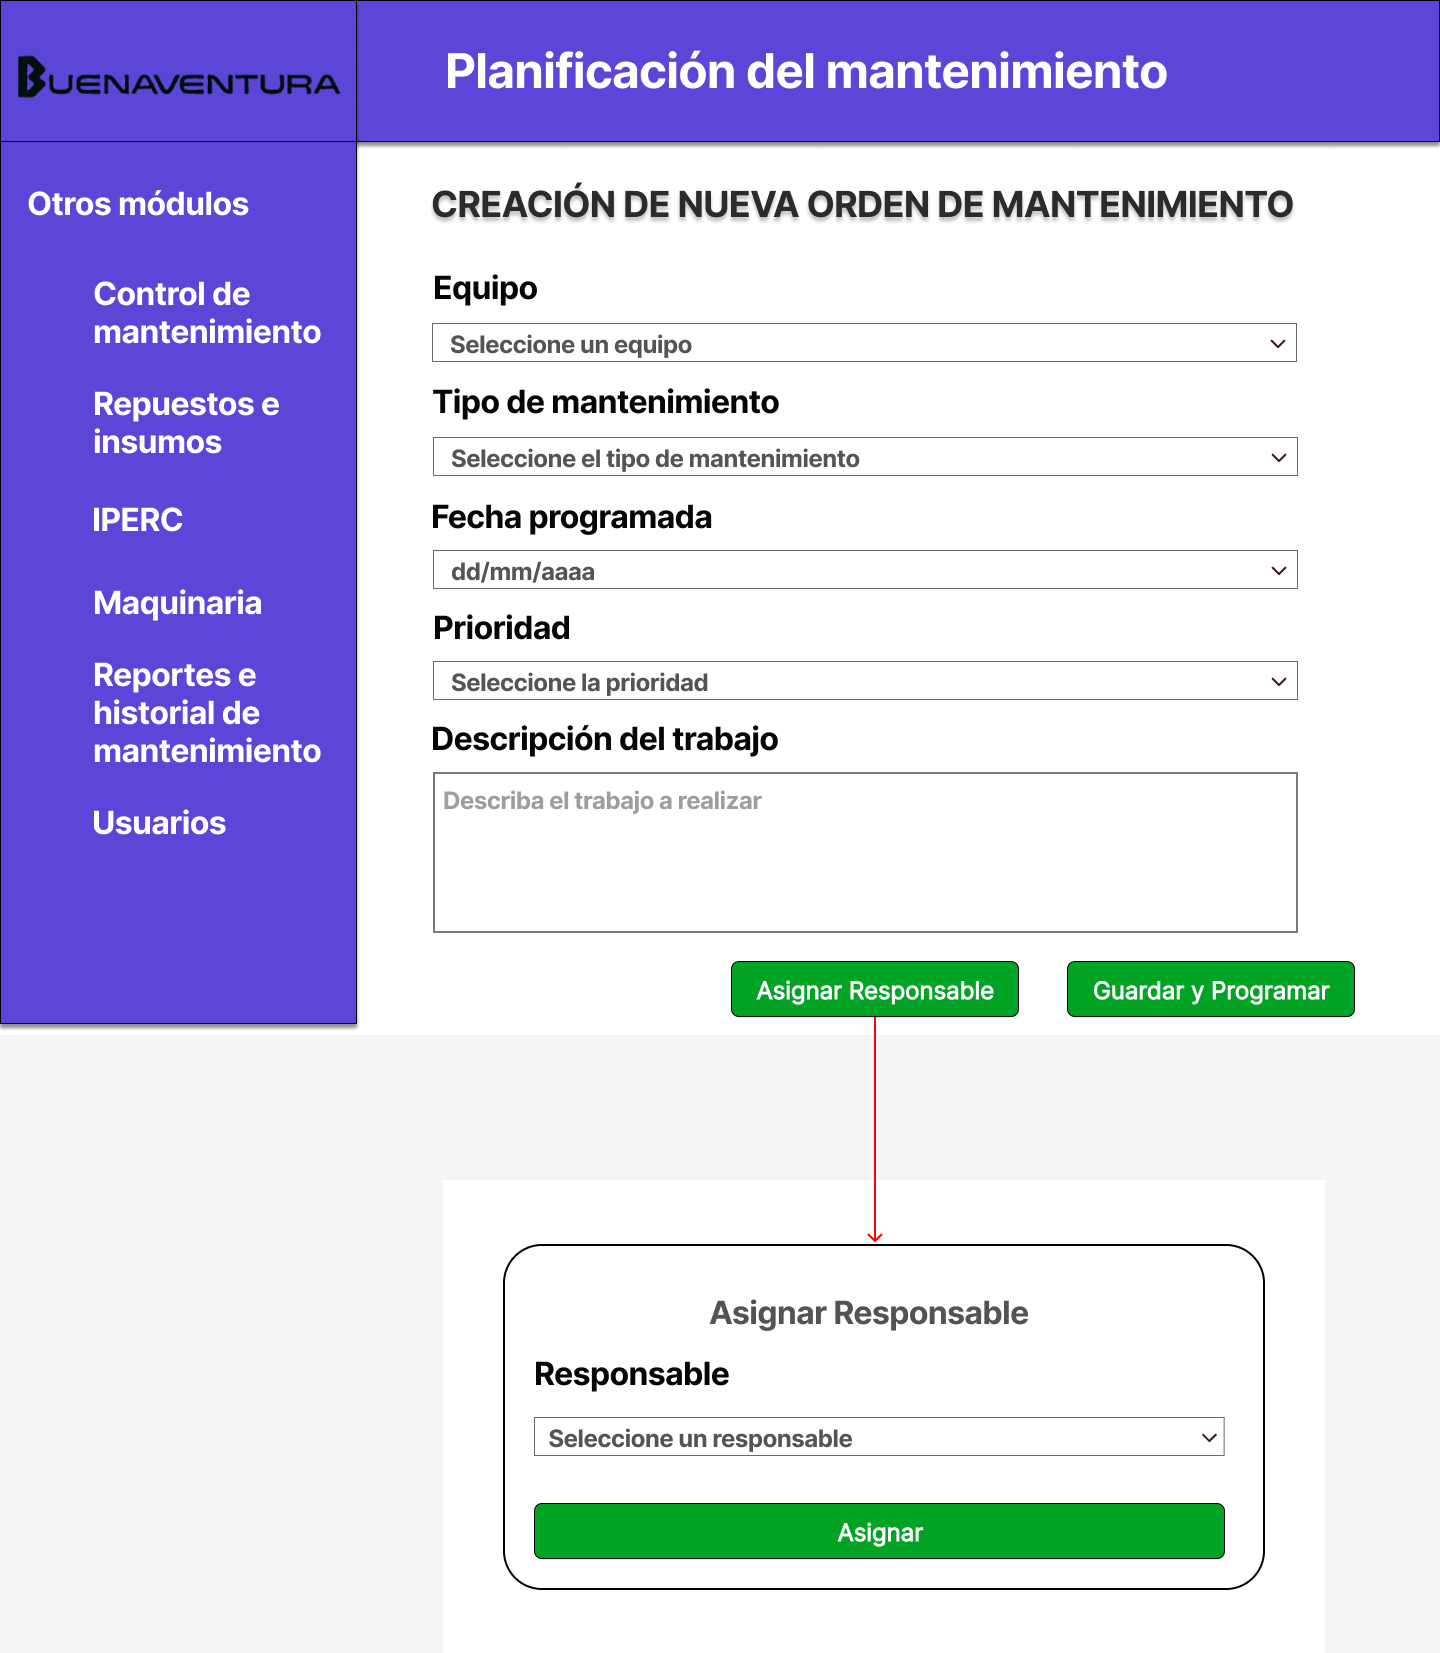 BUENAVENTURA
Planificación del mantenimiento
Otros módulos
Control de
mantenimiento
Repuestos e
insumos
IPERC
Maquinaria
Reportes e
historial de
mantenimiento
Usuarios
CREACIÓN DE NUEVA ORDEN DE MANTENIMIENTO
Equipo
Seleccione un equipo
Tipo de mantenimiento
Seleccione el tipo de mantenimiento
Fecha programada
dd/mm/aaaa
Prioridad
Seleccione la prioridad
Descripción del trabajo
Describa el trabajo a realizar
Asignar Responsable
Guardar y Programar
Asignar Responsable
Responsable
Seleccione un responsable
Asignar